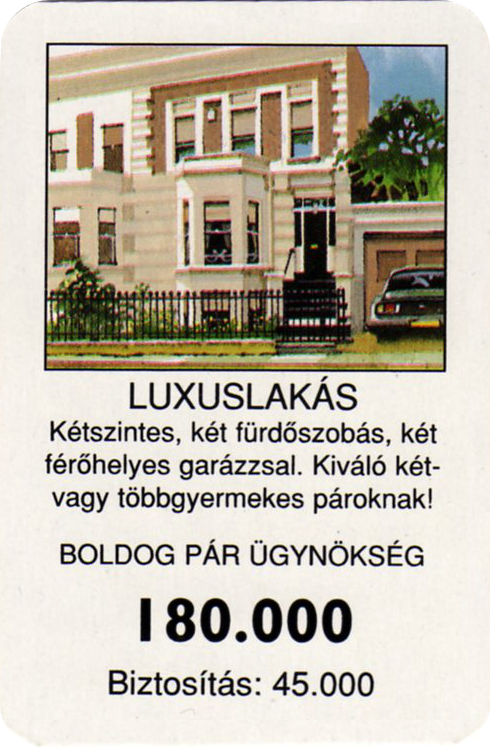 LUXUSLAKÁS
Kétszintes, két fürdőszobás, két
férőhelyes garázzsal. Kiváló két-
vagy többgyermekes pároknak!
BOLDOG PÁR ÜGYNÖKSÉG
180.000
Biztosítás: 45.000